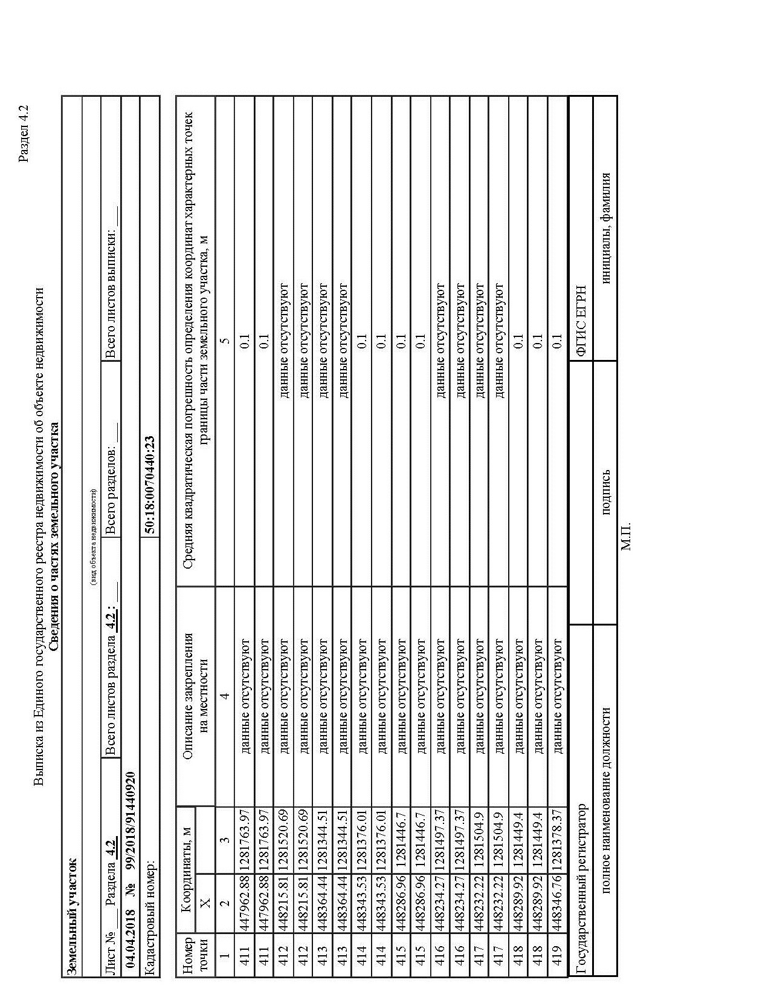 Раздел 4.2
Выписка из Единого государственного реестра недвижимости об объекте недвижимости
Сведения о частях земельного участка
Земельный участок
(вид объекта недвижимости)
Лист № ___ Раздела 4.2 Всего листов раздела 4.2 : ___ Всего разделов: ___ Всего листов выписки: ___
04.04.2018 № 99/2018/91440920
Кадастровый номер: 50:18:0070440:23
Номер точки Координаты, м Описание закрепления на местности Средняя квадратическая погрешность определения координат характерных точек границы части земельного участка, м
X
1 2 3 4 5
411 447962.88 1281763.97 данные отсутствуют 0.1
411 447962.88 1281763.97 данные отсутствуют 0.1
412 448215.81 1281520.69 данные отсутствуют данные отсутствуют
412 448215.81 1281520.69 данные отсутствуют данные отсутствуют
413 448364.44 1281344.51 данные отсутствуют данные отсутствуют
413 448364.44 1281344.51 данные отсутствуют данные отсутствуют
414 448343.53 1281376.01 данные отсутствуют 0.1
414 448343.53 1281376.01 данные отсутствуют 0.1
415 448286.96 1281446.7 данные отсутствуют 0.1
415 448286.96 1281446.7 данные отсутствуют 0.1
416 448234.27 1281497.37 данные отсутствуют данные отсутствуют
416 448234.27 1281497.37 данные отсутствуют данные отсутствуют
417 448232.22 1281504.9 данные отсутствуют данные отсутствуют
417 448232.22 1281504.9 данные отсутствуют данные отсутствуют
418 448289.92 1281449.4 данные отсутствуют 0.1
418 448289.92 1281449.4 данные отсутствуют 0.1
419 448346.76 1281378.37 данные отсутствуют 0.1
Государственный регистратор ФГИС ЕГРН
полное наименование должности подпись инициалы, фамилия
М.П.